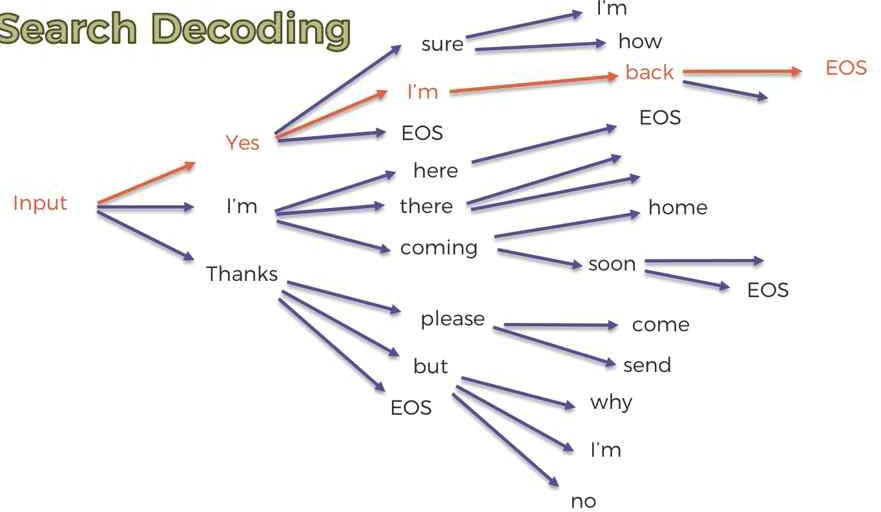 Search Decoding
I'm
sure
how
back
EOS
I'm
EOS
Yes
EOS
here
Input
I'm
there
home
coming
soon
Thanks
EOS
please
come
but
send
EOS
why
I'm
no